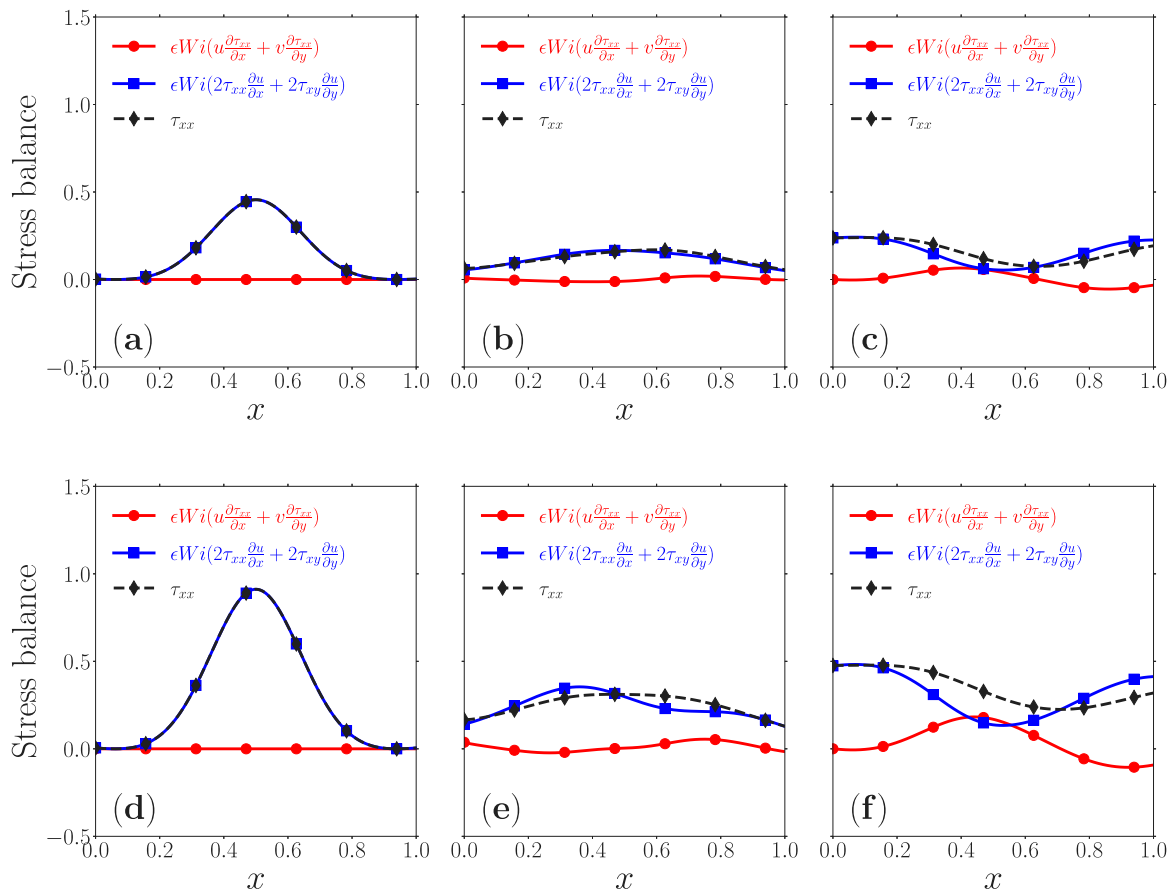 Stress balance
1.5
1.0
0.5
0.0
−0.5
ϵWi(u ∂τxx/∂x + v ∂τxx/∂y)
ϵWi(2τxx ∂u/∂x + 2τxy ∂u/∂y)
τxx
(a)
0.0 0.2 0.4 0.6 0.8 1.0
x
ϵWi(u ∂τxx/∂x + v ∂τxx/∂y)
ϵWi(2τxx ∂u/∂x + 2τxy ∂u/∂y)
τxx
(b)
0.0 0.2 0.4 0.6 0.8 1.0
x
ϵWi(u ∂τxx/∂x + v ∂τxx/∂y)
ϵWi(2τxx ∂u/∂x + 2τxy ∂u/∂y)
τxx
(c)
0.0 0.2 0.4 0.6 0.8 1.0
x
Stress balance
1.5
1.0
0.5
0.0
−0.5
ϵWi(u ∂τxx/∂x + v ∂τxx/∂y)
ϵWi(2τxx ∂u/∂x + 2τxy ∂u/∂y)
τxx
(d)
0.0 0.2 0.4 0.6 0.8 1.0
x
ϵWi(u ∂τxx/∂x + v ∂τxx/∂y)
ϵWi(2τxx ∂u/∂x + 2τxy ∂u/∂y)
τxx
(e)
0.0 0.2 0.4 0.6 0.8 1.0
x
ϵWi(u ∂τxx/∂x + v ∂τxx/∂y)
ϵWi(2τxx ∂u/∂x + 2τxy ∂u/∂y)
τxx
(f)
0.0 0.2 0.4 0.6 0.8 1.0
x